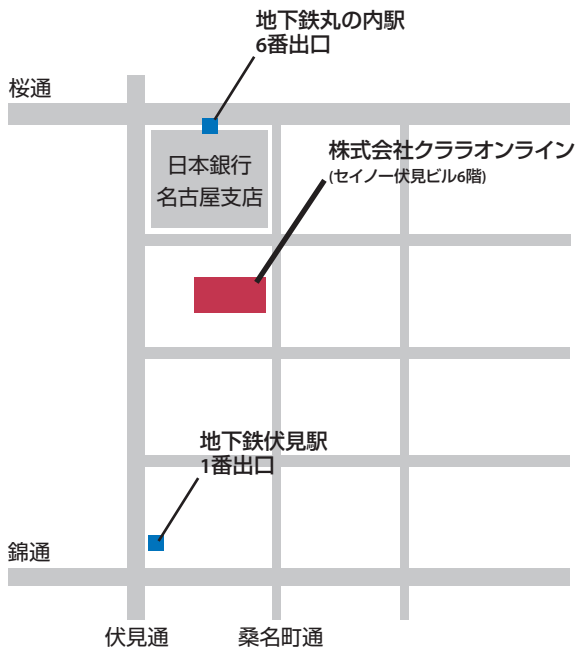 地下鉄丸の内駅
6番出口
桜通
日本銀行
名古屋支店
株式会社クララオンライン
(セイノー伏見ビル6階)
地下鉄伏見駅
1番出口
錦通
伏見通
桑名町通